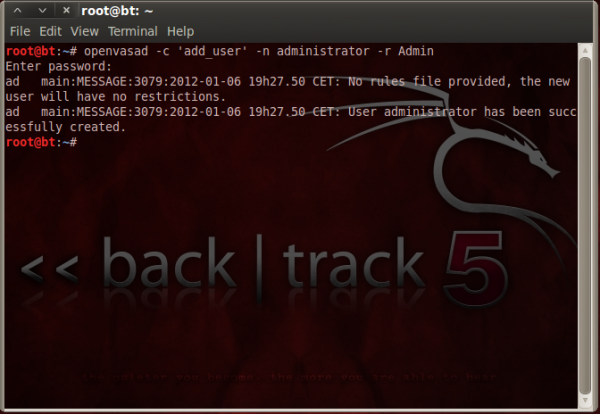 root@bt: ~
File Edit View Terminal Help
root@bt:~# openvasad -c 'add_user' -n administrator -r Admin
Enter password:
ad   main:MESSAGE:3079:2012-01-06 19h27.50 CET: No rules file provided, the new
user will have no restrictions.
ad   main:MESSAGE:3079:2012-01-06 19h27.50 CET: User administrator has been succ
essfully created.
root@bt:~#
<< back | track 5